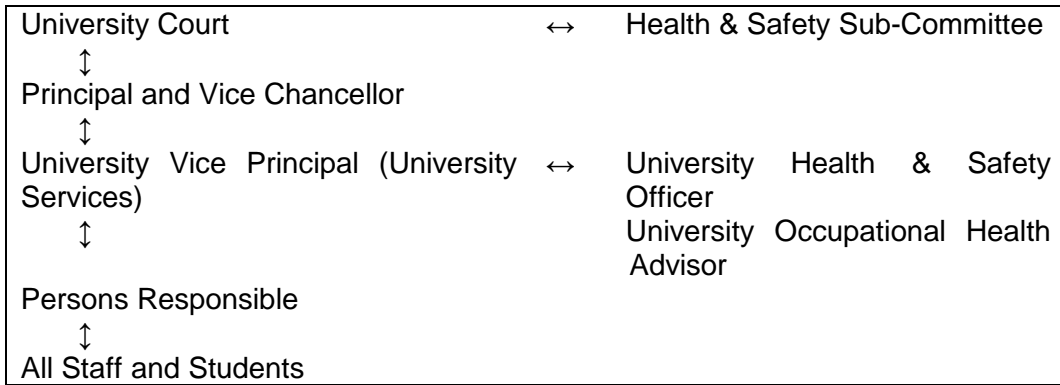 University Court ↔ Health & Safety Sub-Committee
↕
Principal and Vice Chancellor
↕
University Vice Principal (University ↔ University Health & Safety
Services) Officer
↕ University Occupational Health
Advisor
Persons Responsible
↕
All Staff and Students